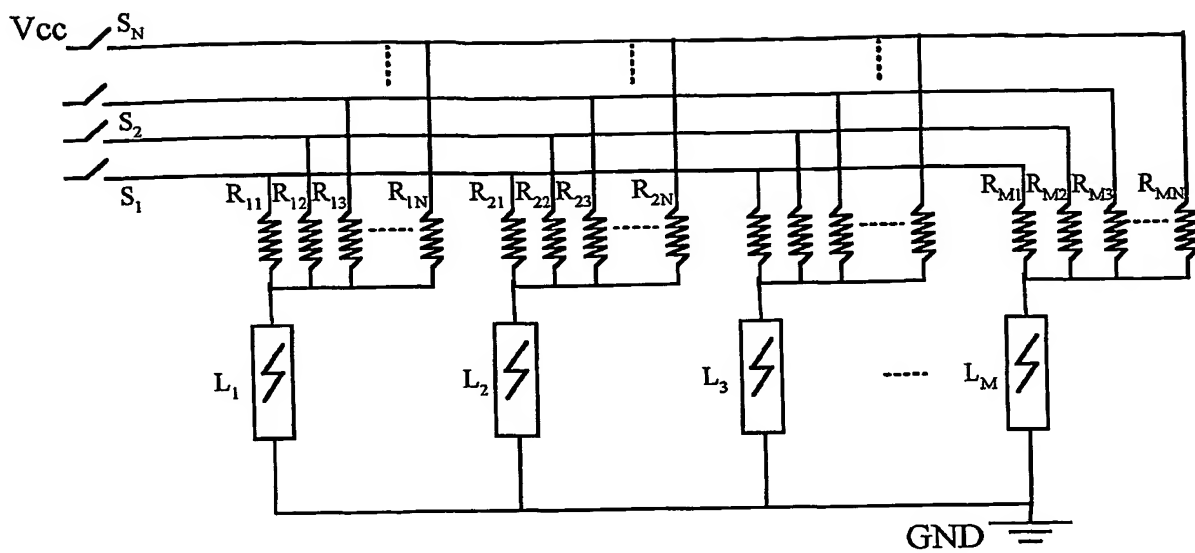 Vcc S_N
S_2
S_1
R_11 R_12 R_13 R_1N R_21 R_22 R_23 R_2N R_M1 R_M2 R_M3 R_MN
L_1 L_2 L_3 L_M
GND